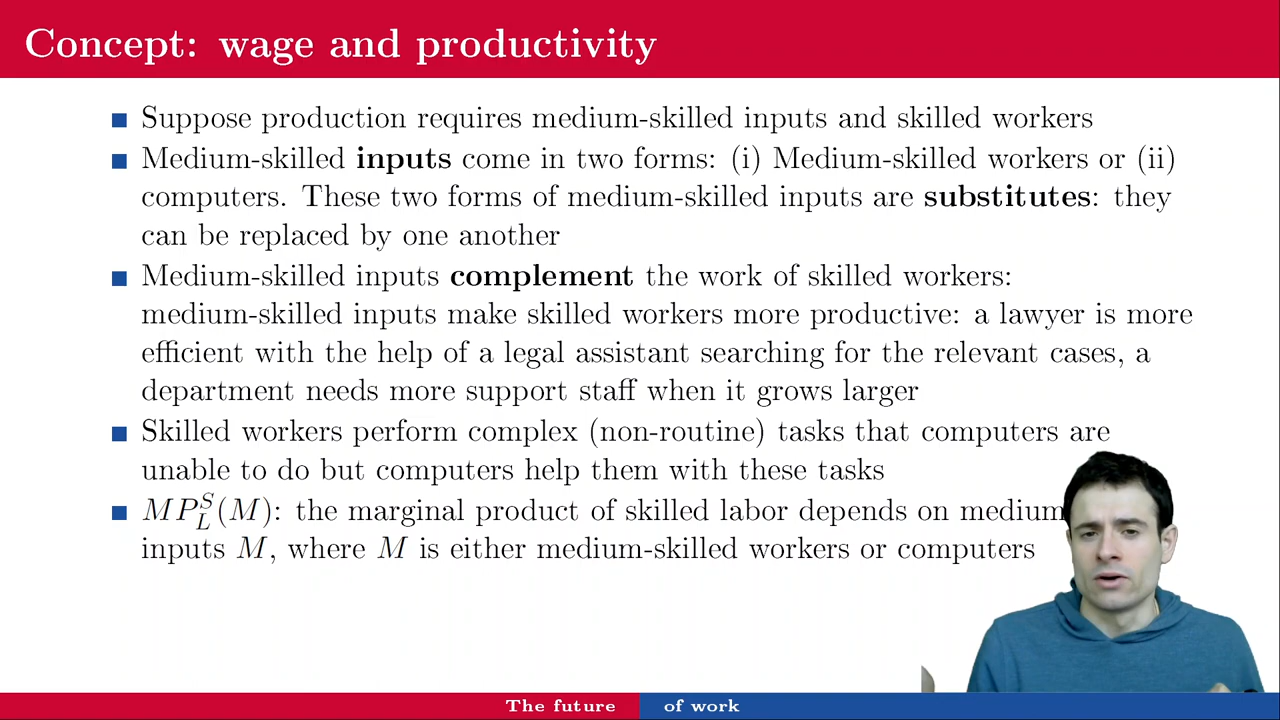 Concept: wage and productivity
Suppose production requires medium-skilled inputs and skilled workers
Medium-skilled inputs come in two forms: (i) Medium-skilled workers or (ii)
computers. These two forms of medium-skilled inputs are substitutes: they
can be replaced by one another
Medium-skilled inputs complement the work of skilled workers:
medium-skilled inputs make skilled workers more productive: a lawyer is more
efficient with the help of a legal assistant searching for the relevant cases, a
department needs more support staff when it grows larger
Skilled workers perform complex (non-routine) tasks that computers are
unable to do but computers help them with these tasks
$MP_L^S(M)$: the marginal product of skilled labor depends on medium
inputs M, where M is either medium-skilled workers or computers
The future of work